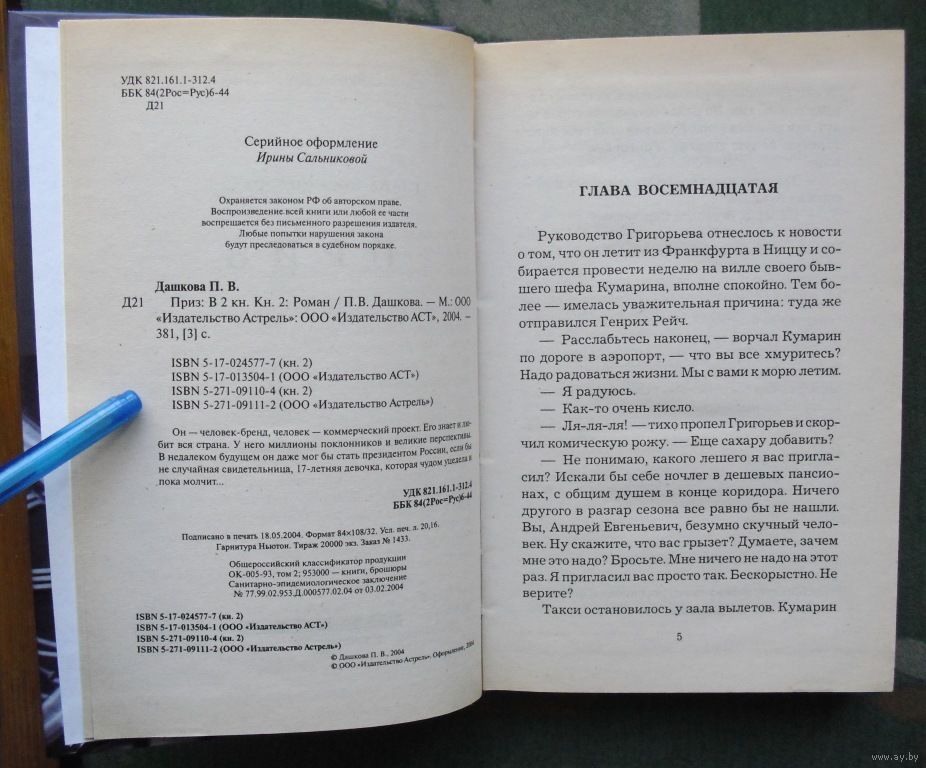 УДК 821.161.1-312.4
ББК 84(2Рос=Рус)6-44
Д21
Серийное оформление
Ирины Сальниковой
Охраняется законом РФ об авторском праве.
Воспроизведение всей книги или любой ее части
воспрещается без письменного разрешения издателя.
Любые попытки нарушения закона
будут преследоваться в судебном порядке.
Дашкова П. В.
Д21 Приз: В 2 кн. Кн. 2: Роман / П.В. Дашкова. — М.: ООО
«Издательство Астрель»: ООО «Издательство АСТ», 2004. –
381, [3] с.
ISBN 5-17-024577-7 (кн. 2)
ISBN 5-17-013504-1 (ООО «Издательство АСТ»)
ISBN 5-271-09110-4 (кн. 2)
ISBN 5-271-09111-2 (ООО «Издательство Астрель»)
Он — человек-бренд, человек — коммерческий проект. Его знает и лю-
бит вся страна. У него миллионы поклонников и великие перспективы.
В недалеком будущем он даже мог бы стать президентом России, если бы
не случайная свидетельница, 17-летняя девочка, которая чудом уцелела и
пока молчит...
УДК 821.161.1-312.4
ББК 84(2Рос=Рус)6-44
Подписано в печать 18.05.2004. Формат 84×108/32. Усл. печ. л. 20,16.
Гарнитура Ньютон. Тираж 20000 экз. Заказ № 1433.
Общероссийский классификатор продукции
ОК-005-93, том 2; 953000 — книги, брошюры
Санитарно-эпидемиологическое заключение
№ 77.99.02.953.Д.000577.02.04 от 03.02.2004
ISBN 5-17-024577-7 (кн. 2)
ISBN 5-17-013504-1 (ООО «Издательство АСТ»)
ISBN 5-271-09110-4 (кн. 2)
ISBN 5-271-09111-2 (ООО «Издательство Астрель»)
© Дашкова П. В., 2004
© ООО «Издательство Астрель». Оформление, 2004
ГЛАВА ВОСЕМНАДЦАТАЯ
Руководство Григорьева отнеслось к новости
о том, что он летит из Франкфурта в Ниццу и со-
бирается провести неделю на вилле своего быв-
шего шефа Кумарина, вполне спокойно. Тем бо-
лее — имелась уважительная причина: туда же
отправился Генрих Рейч.
— Расслабьтесь наконец, — ворчал Кумарин
по дороге в аэропорт, — что вы все хмуритесь?
Надо радоваться жизни. Мы с вами к морю летим.
— Я радуюсь.
— Как-то очень кисло.
— Ля-ля-ля! — тихо пропел Григорьев и скор-
чил комическую рожу. — Еще сахару добавить?
— Не понимаю, какого лешего я вас пригла-
сил? Искали бы себе ночлег в дешевых пансио-
нах, с общим душем в конце коридора. Ничего
другого в разгар сезона все равно бы не нашли.
Вы, Андрей Евгеньевич, безумно скучный чело-
век. Ну скажите, что вас грызет? Думаете, зачем
мне это надо? Бросьте. Мне ничего не надо на этот
раз. Я пригласил вас просто так. Бескорыстно. Не
верите?
Такси остановилось у зала вылетов. Кумарин
5
www.ay.by